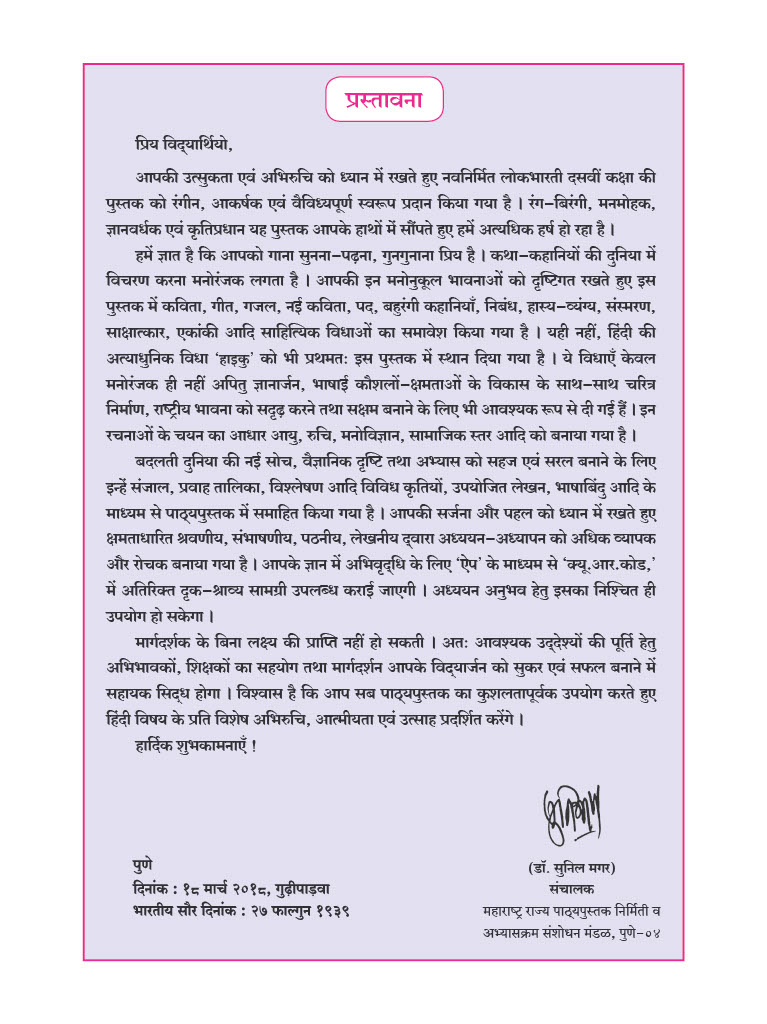 प्रस्तावना
प्रिय विद्यार्थियो,
आपकी उत्सुकता एवं अभिरुचि को ध्यान में रखते हुए नवनिर्मित लोकभारती दसवीं कक्षा की
पुस्तक को रंगीन, आकर्षक एवं वैविध्यपूर्ण स्वरूप प्रदान किया गया है । रंग-बिरंगी, मनमोहक,
ज्ञानवर्धक एवं कृतिप्रधान यह पुस्तक आपके हाथों में सौंपते हुए हमें अत्यधिक हर्ष हो रहा है ।
हमें ज्ञात है कि आपको गाना सुनना-पढ़ना, गुनगुनाना प्रिय है । कथा-कहानियों की दुनिया में
विचरण करना मनोरंजक लगता है । आपकी इन मनोनुकूल भावनाओं को दृष्टिगत रखते हुए इस
पुस्तक में कविता, गीत, गजल, नई कविता, पद, बहुरंगी कहानियाँ, निबंध, हास्य-व्यंग्य, संस्मरण,
साक्षात्कार, एकांकी आदि साहित्यिक विधाओं का समावेश किया गया है । यही नहीं, हिंदी की
अत्याधुनिक विधा ‘हाइकु’ को भी प्रथमतः इस पुस्तक में स्थान दिया गया है । ये विधाएँ केवल
मनोरंजक ही नहीं अपितु ज्ञानार्जन, भाषाई कौशलों-क्षमताओं के विकास के साथ-साथ चरित्र
निर्माण, राष्ट्रीय भावना को सदृढ़ करने तथा सक्षम बनाने के लिए भी आवश्यक रूप से दी गई हैं । इन
रचनाओं के चयन का आधार आयु, रुचि, मनोविज्ञान, सामाजिक स्तर आदि को बनाया गया है ।
बदलती दुनिया की नई सोच, वैज्ञानिक दृष्टि तथा अभ्यास को सहज एवं सरल बनाने के लिए
इन्हें संजाल, प्रवाह तालिका, विश्लेषण आदि विविध कृतियों, उपयोजित लेखन, भाषाबिंदु आदि के
माध्यम से पाठ्यपुस्तक में समाहित किया गया है । आपकी सर्जना और पहल को ध्यान में रखते हुए
क्षमताधारित श्रवणीय, संभाषणीय, पठनीय, लेखनीय द्वारा अध्ययन-अध्यापन को अधिक व्यापक
और रोचक बनाया गया है । आपके ज्ञान में अभिवृद्धि के लिए ‘ऐप’ के माध्यम से ‘क्यू.आर.कोड,’
में अतिरिक्त दृक-श्राव्य सामग्री उपलब्ध कराई जाएगी । अध्ययन अनुभव हेतु इसका निश्चित ही
उपयोग हो सकेगा ।
मार्गदर्शक के बिना लक्ष्य की प्राप्ति नहीं हो सकती । अतः आवश्यक उद्देश्यों की पूर्ति हेतु
अभिभावकों, शिक्षकों का सहयोग तथा मार्गदर्शन आपके विद्यार्जन को सुकर एवं सफल बनाने में
सहायक सिद्ध होगा । विश्वास है कि आप सब पाठ्यपुस्तक का कुशलतापूर्वक उपयोग करते हुए
हिंदी विषय के प्रति विशेष अभिरुचि, आत्मीयता एवं उत्साह प्रदर्शित करेंगे ।
हार्दिक शुभकामनाएँ !
पुणे
दिनांक : १८ मार्च २०१८, गुढ़ीपाड़वा
भारतीय सौर दिनांक : २७ फाल्गुन १९३९
(डॉ. सुनिल मगर)
संचालक
महाराष्ट्र राज्य पाठ्यपुस्तक निर्मिती व
अभ्यासक्रम संशोधन मंडळ, पुणे-०४